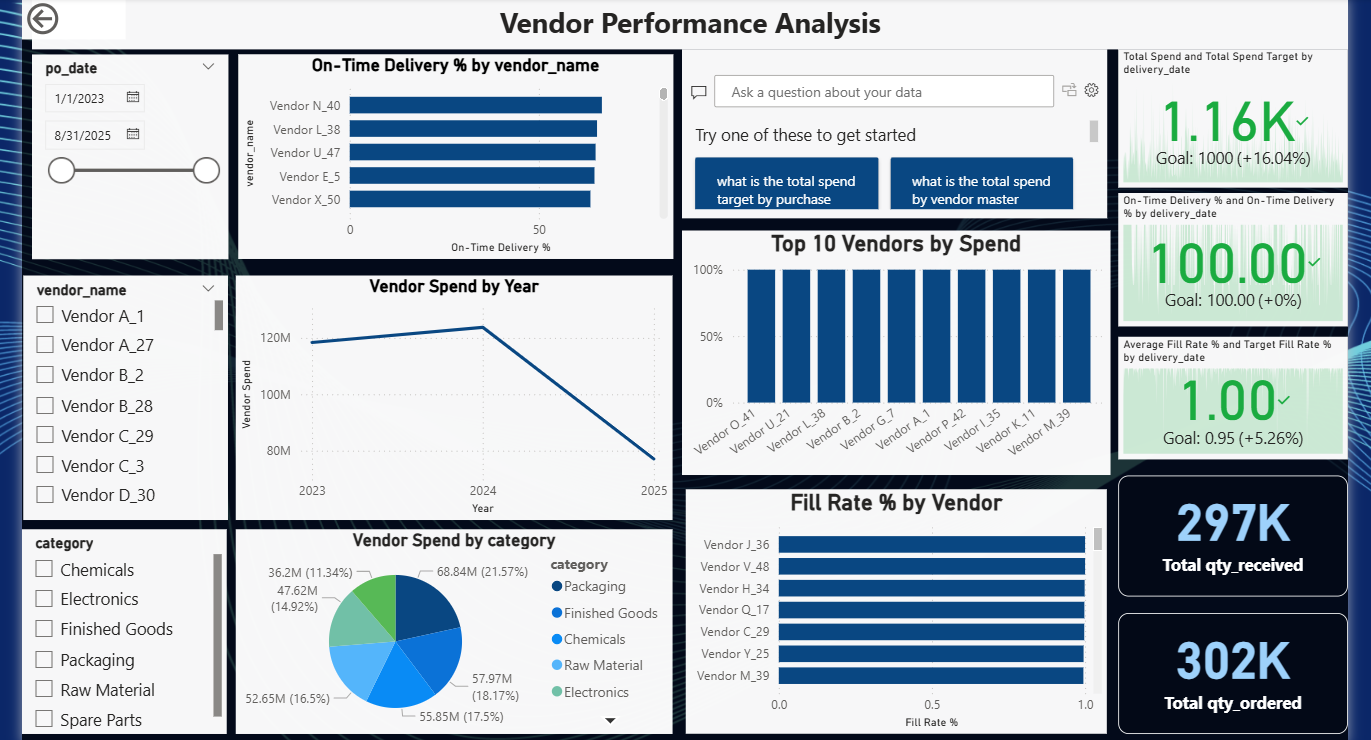 Vendor Performance Analysis
po_date
1/1/2023
8/31/2025
On-Time Delivery % by vendor_name
vendor_name
Vendor N_40
Vendor L_38
Vendor U_47
Vendor E_5
Vendor X_50
0
50
On-Time Delivery %
Ask a question about your data
Try one of these to get started
what is the total spend
target by purchase
what is the total spend
by vendor master
Total Spend and Total Spend Target by
delivery_date
1.16K
Goal: 1000 (+16.04%)
On-Time Delivery % and On-Time Delivery
% by delivery_date
100.00
Goal: 100.00 (+0%)
Average Fill Rate % and Target Fill Rate %
by delivery_date
1.00
Goal: 0.95 (+5.26%)
297K
Total qty_received
302K
Total qty_ordered
vendor_name
Vendor A_1
Vendor A_27
Vendor B_2
Vendor B_28
Vendor C_29
Vendor C_3
Vendor D_30
Vendor Spend by Year
Vendor Spend
120M
100M
80M
2023
2024
2025
Year
Top 10 Vendors by Spend
100%
50%
0%
Vendor O_41
Vendor U_21
Vendor L_38
Vendor B_2
Vendor G_7
Vendor A_1
Vendor P_42
Vendor I_35
Vendor K_11
Vendor M_39
category
Chemicals
Electronics
Finished Goods
Packaging
Raw Material
Spare Parts
Vendor Spend by category
36.2M (11.34%)
68.84M (21.57%)
47.62M
(14.92%)
57.97M
(18.17%)
52.65M (16.5%)
55.85M (17.5%)
category
Packaging
Finished Goods
Chemicals
Raw Material
Electronics
Fill Rate % by Vendor
Vendor J_36
Vendor V_48
Vendor H_34
Vendor Q_17
Vendor C_29
Vendor Y_25
Vendor M_39
0.0
0.5
1.0
Fill Rate %